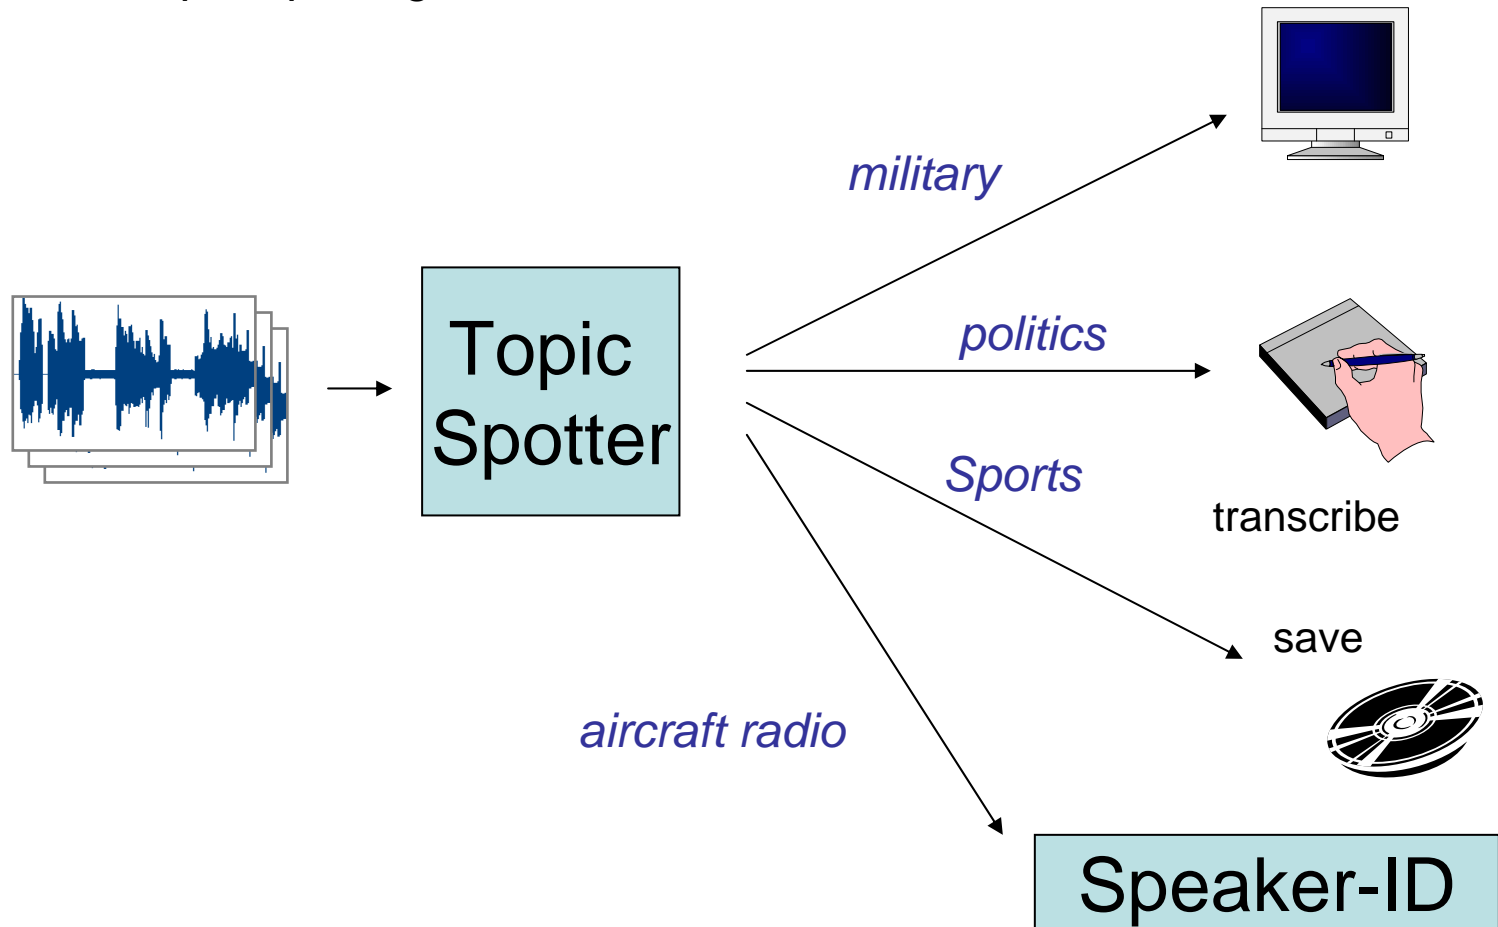 military
politics
Topic
Spotter
Sports
transcribe
save
aircraft radio
Speaker-ID